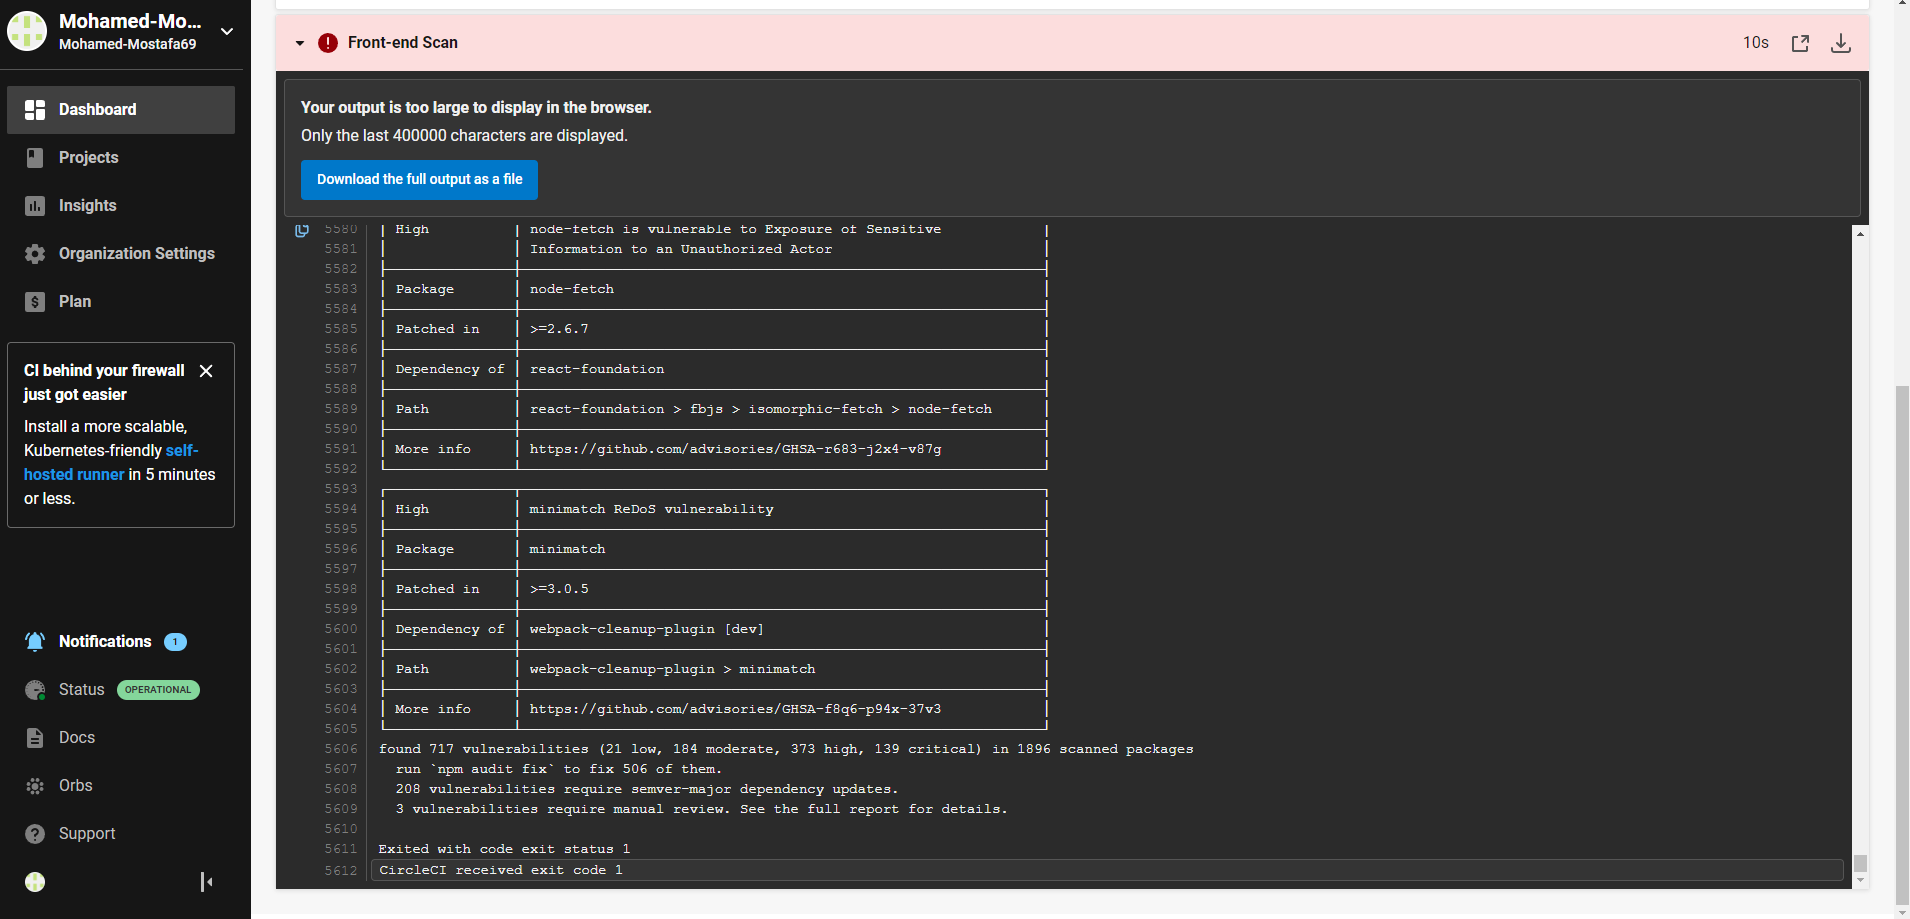 Mohamed-Mo...
Mohamed-Mostafa69
Dashboard
Projects
Insights
Organization Settings
Plan
CI behind your firewall
just got easier
Install a more scalable,
Kubernetes-friendly self-
hosted runner in 5 minutes
or less.
Notifications 1
Status OPERATIONAL
Docs
Orbs
Support
Front-end Scan 10s
Your output is too large to display in the browser.
Only the last 400000 characters are displayed.
Download the full output as a file
5580 High node-fetch is vulnerable to Exposure of Sensitive
5581 Information to an Unauthorized Actor
5582
5583 Package node-fetch
5584
5585 Patched in >=2.6.7
5586
5587 Dependency of react-foundation
5588
5589 Path react-foundation > fbjs > isomorphic-fetch > node-fetch
5590
5591 More info https://github.com/advisories/GHSA-r683-j2x4-v87g
5592
5593
5594 High minimatch ReDoS vulnerability
5595
5596 Package minimatch
5597
5598 Patched in >=3.0.5
5599
5600 Dependency of webpack-cleanup-plugin [dev]
5601
5602 Path webpack-cleanup-plugin > minimatch
5603
5604 More info https://github.com/advisories/GHSA-f8q6-p94x-37v3
5605
5606 found 717 vulnerabilities (21 low, 184 moderate, 373 high, 139 critical) in 1896 scanned packages
5607 run `npm audit fix` to fix 506 of them.
5608 208 vulnerabilities require semver-major dependency updates.
5609 3 vulnerabilities require manual review. See the full report for details.
5610
5611 Exited with code exit status 1
5612 CircleCI received exit code 1